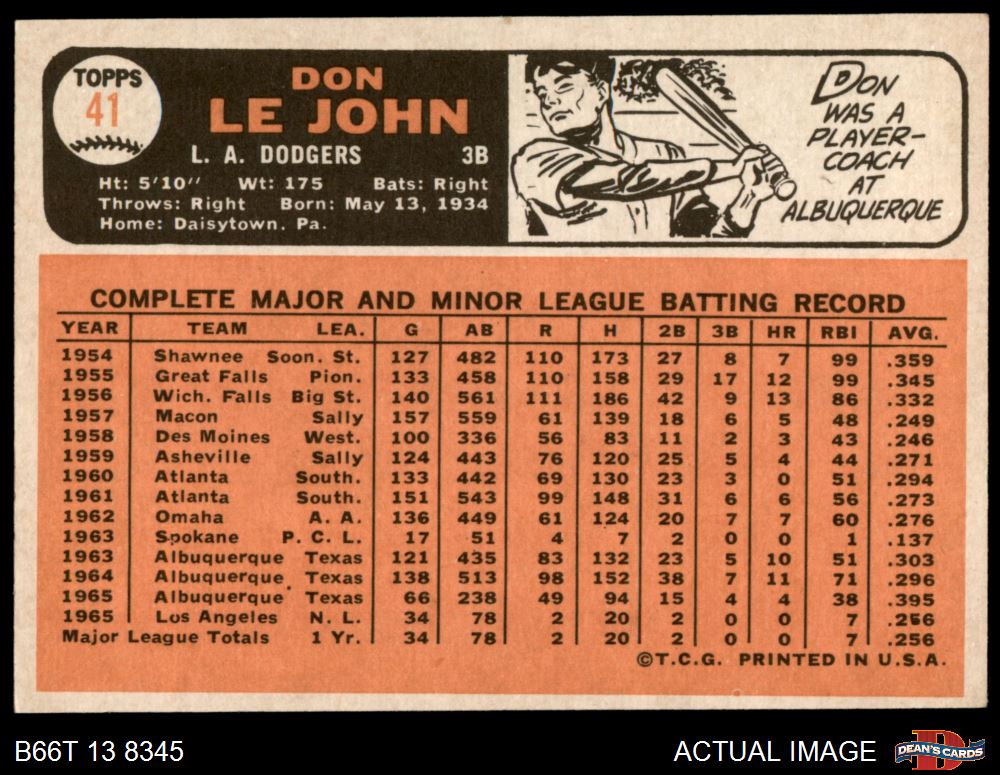 TOPPS
41
DON
LE JOHN
L. A. DODGERS 3B
Ht: 5'10" Wt: 175 Bats: Right
Throws: Right Born: May 13, 1934
Home: Daisytown. Pa.
DON
WAS A
PLAYER-
COACH
AT
ALBUQUERQUE
COMPLETE MAJOR AND MINOR LEAGUE BATTING RECORD
YEAR TEAM LEA. G AB R H 2B 3B HR RBI AVG.
1954 Shawnee Soon. St. 127 482 110 173 27 8 7 99 .359
1955 Great Falls Pion. 133 458 110 158 29 17 12 99 .345
1956 Wich. Falls Big St. 140 561 111 186 42 9 13 86 .332
1957 Macon Sally 157 559 61 139 18 6 5 48 .249
1958 Des Moines West. 100 336 56 83 11 2 3 43 .246
1959 Asheville Sally 124 443 76 120 25 5 4 44 .271
1960 Atlanta South. 133 442 69 130 23 3 0 51 .294
1961 Atlanta South. 151 543 99 148 31 6 6 56 .273
1962 Omaha A. A. 136 449 61 124 20 7 7 60 .276
1963 Spokane P. C. L. 17 51 4 7 2 0 0 1 .137
1963 Albuquerque Texas 121 435 83 132 23 5 10 51 .303
1964 Albuquerque Texas 138 513 98 152 38 7 11 71 .296
1965 Albuquerque Texas 66 238 49 94 15 4 4 38 .395
1965 Los Angeles N. L. 34 78 2 20 2 0 0 7 .256
Major League Totals 1 Yr. 34 78 2 20 2 0 0 7 .256
©T.C.G. PRINTED IN U.S.A.
B66T 13 8345
ACTUAL IMAGE
DEAN'S CARDS